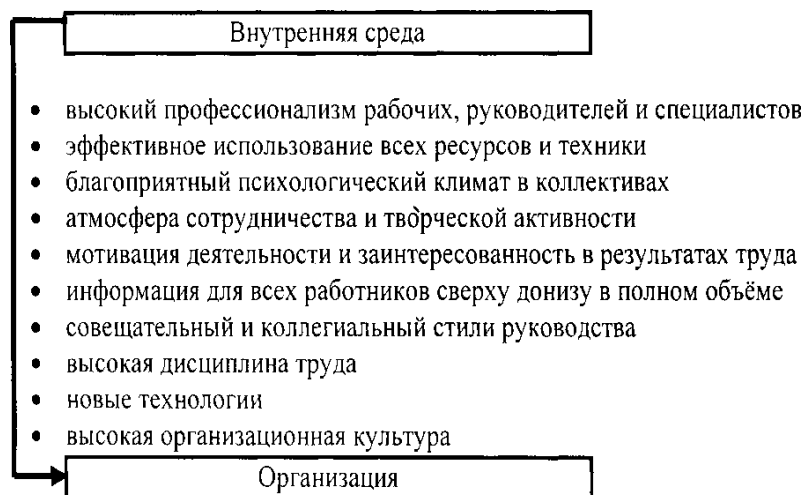 Внутренняя среда
• высокий профессионализм рабочих, руководителей и специалистов
• эффективное использование всех ресурсов и техники
• благоприятный психологический климат в коллективах
• атмосфера сотрудничества и творческой активности
• мотивация деятельности и заинтересованность в результатах труда
• информация для всех работников сверху донизу в полном объёме
• совещательный и коллегиальный стили руководства
• высокая дисциплина труда
• новые технологии
• высокая организационная культура
Организация